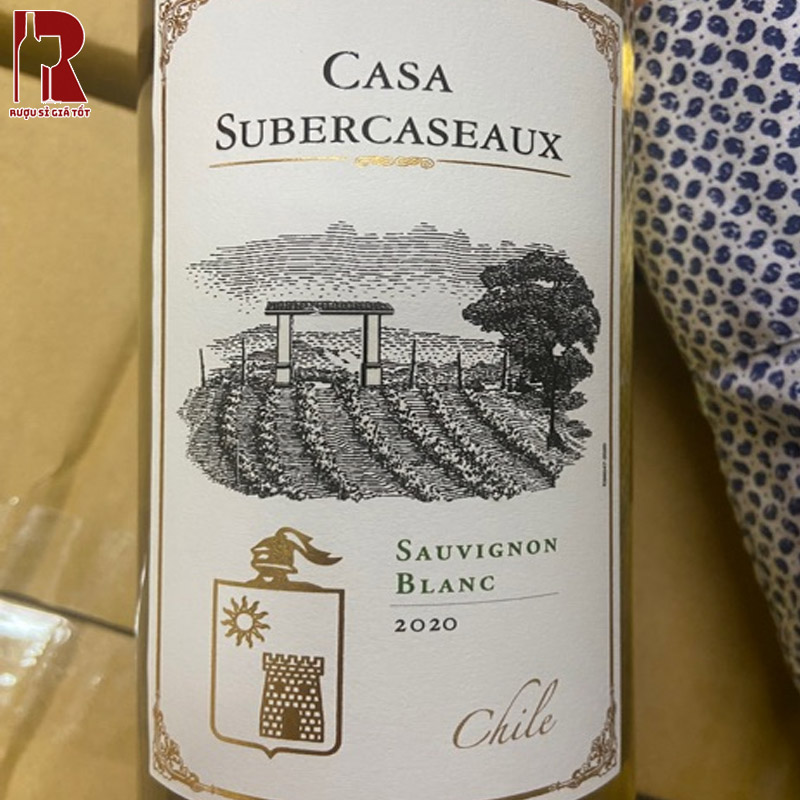 RƯỢU SỈ GIÁ TỐT
CASA
SUBERCASEAUX
SAUVIGNON
BLANC
2020
Chile